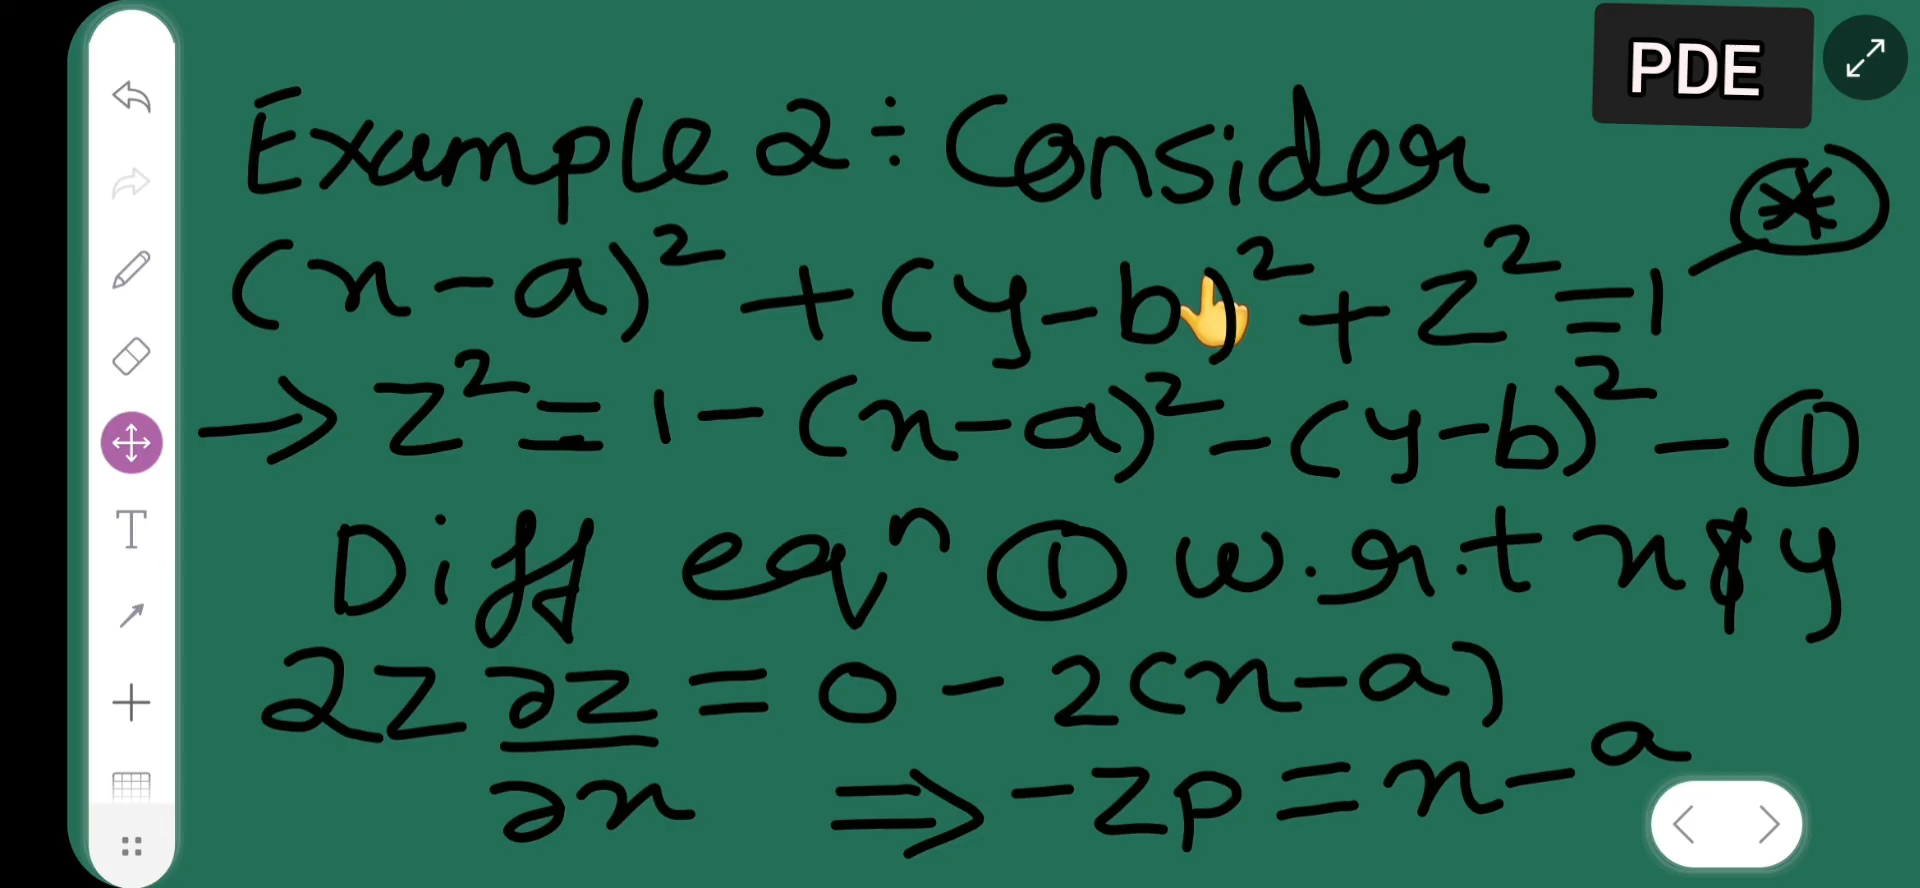 PDE
Example 2 ÷ Consider
(x-a)² + (y-b)² + z² = 1 - ⊛
→ z² = 1 - (x-a)² - (y-b)² - ①
Diff eqⁿ ① w.r.t x & y
2z ∂z/∂x = 0 - 2(x-a)
⇒ -zp = x-a
T